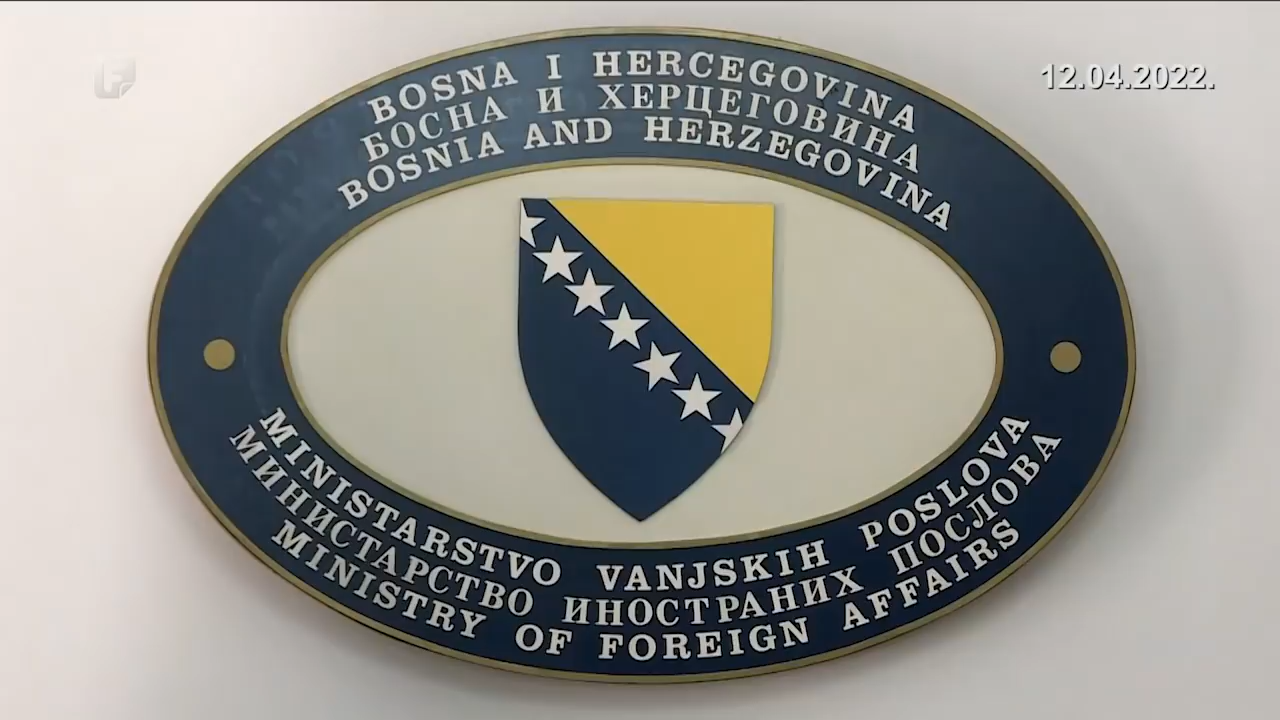 12.04.2022.
BOSNA I HERCEGOVINA
БОСНА И ХЕРЦЕГОВИНА
BOSNIA AND HERZEGOVINA
MINISTARSTVO VANJSKIH POSLOVA
МИНИСТАРСТВО ИНОСТРАНИХ ПОСЛОВА
MINISTRY OF FOREIGN AFFAIRS